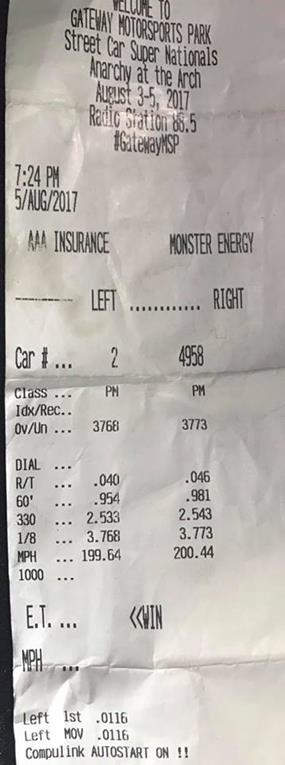 WELCOME TO
GATEWAY MOTORSPORTS PARK
Street Car Super Nationals
Anarchy at the Arch
August 3-5, 2017
Radio Station 88.5
#GatewayMSP
7:24 PM
5/AUG/2017
AAA INSURANCE MONSTER ENERGY
---------- LEFT ............ RIGHT
Car # ... 2 4958
Class ... PM PM
Idx/Rec..
Ov/Un ... 3768 3773
DIAL ...
R/T ... .040 .046
60' ... .954 .981
330 ... 2.533 2.543
1/8 ... 3.768 3.773
MPH ... 199.64 200.44
1000 ...
E.T. ... <<WIN
MPH ...
Left 1st .0116
Left MOV .0116
Compulink AUTOSTART ON !!